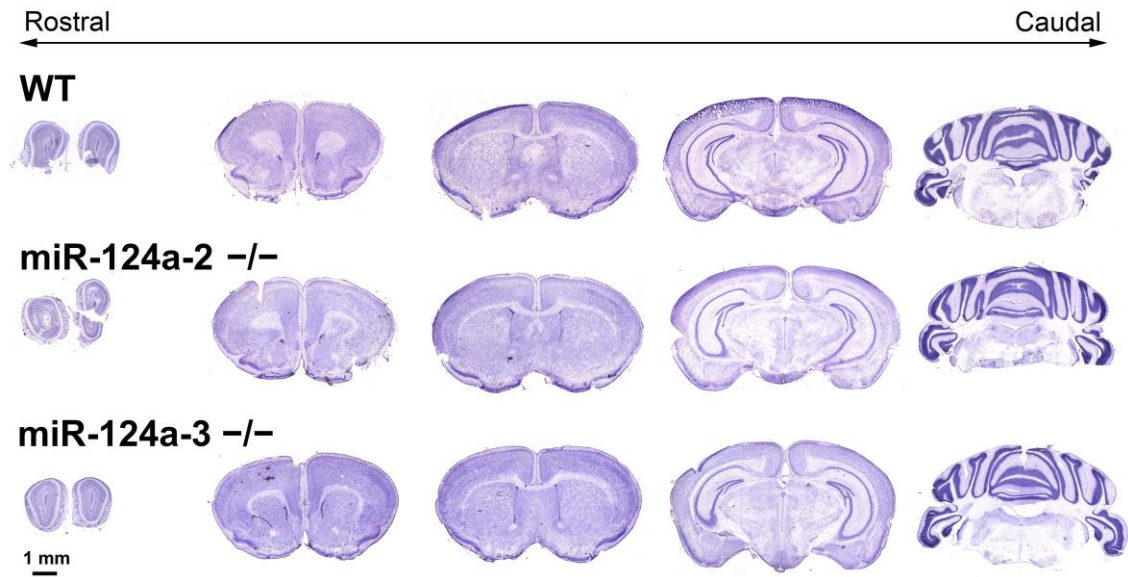 Rostral
Caudal
WT
miR-124a-2 −/−
miR-124a-3 −/−
1 mm